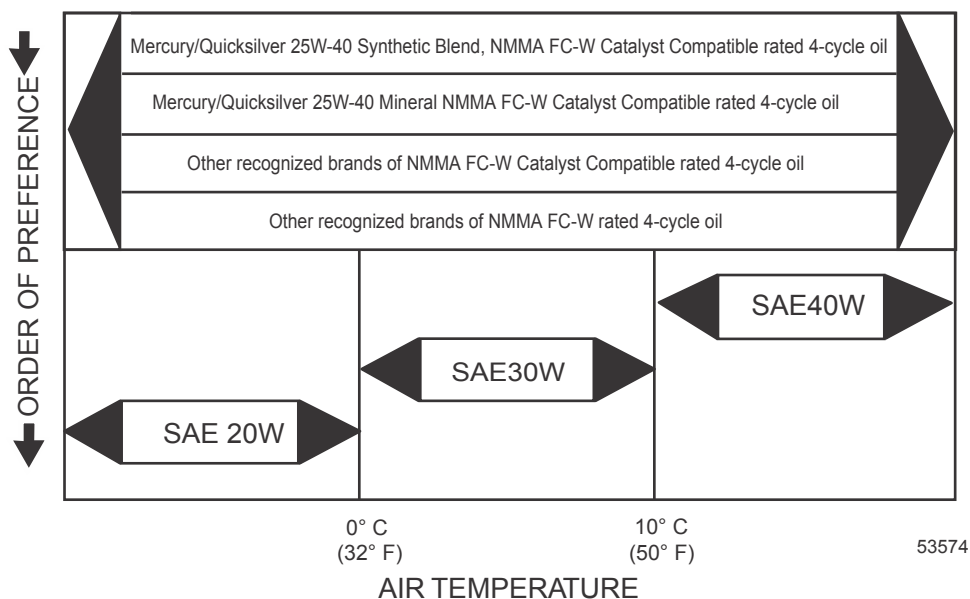 ORDER OF PREFERENCE
Mercury/Quicksilver 25W-40 Synthetic Blend, NMMA FC-W Catalyst Compatible rated 4-cycle oil
Mercury/Quicksilver 25W-40 Mineral NMMA FC-W Catalyst Compatible rated 4-cycle oil
Other recognized brands of NMMA FC-W Catalyst Compatible rated 4-cycle oil
Other recognized brands of NMMA FC-W rated 4-cycle oil
SAE40W
SAE30W
SAE 20W
0° C
(32° F)
10° C
(50° F)
53574
AIR TEMPERATURE